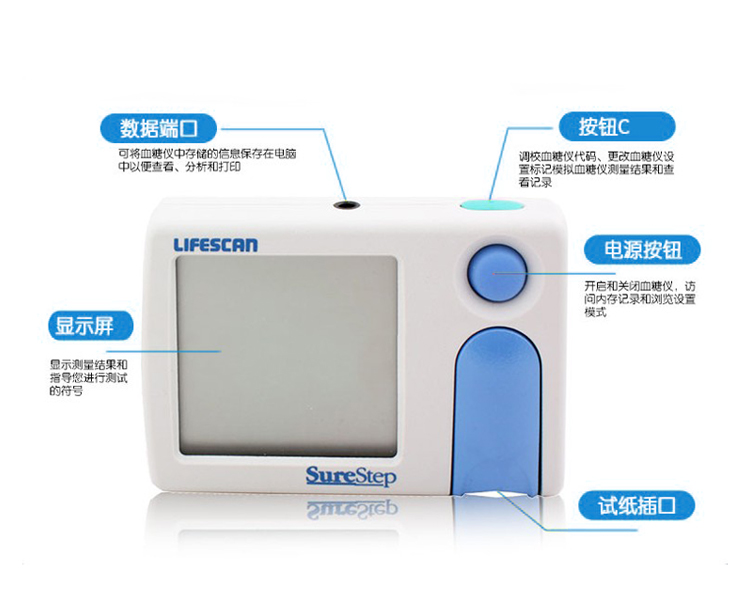 数据端口
可将血糖仪中存储的信息保存在电脑
中以便查看、分析和打印
按钮C
调校血糖仪代码、更改血糖仪设
置标记模拟血糖仪测量结果和查
看记录
LIFESCAN
电源按钮
开启和关闭血糖仪，访
问内存记录和浏览设置
模式
显示屏
显示测量结果和
指导您进行测试
的符号
SureStep
试纸插口